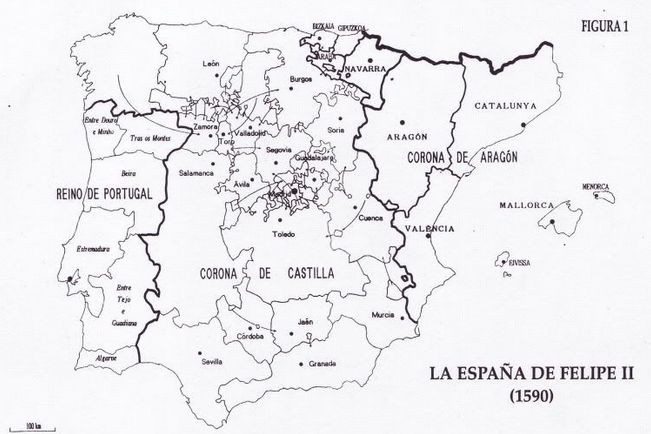 FIGURA 1
BIZKAIA
GIPUZKOA
ARABA
NAVARRA
León
Burgos
CATALUNYA
Entre Douro
e Minho
Tras os Montes
Zamora
Toro
Valladolid
Soria
ARAGÓN
CORONA DE ARAGÓN
Segovia
Guadalajara
Beira
Salamanca
Avila
Madrid
REINO DE PORTUGAL
MENORCA
MALLORCA
Cuenca
Toledo
VALÈNCIA
Estremadura
EIVISSA
CORONA DE CASTILLA
Entre
Tejo
e
Guadiana
Murcia
Córdoba
Jaén
Algarve
Sevilla
Granada
LA ESPAÑA DE FELIPE II
(1590)
100 km